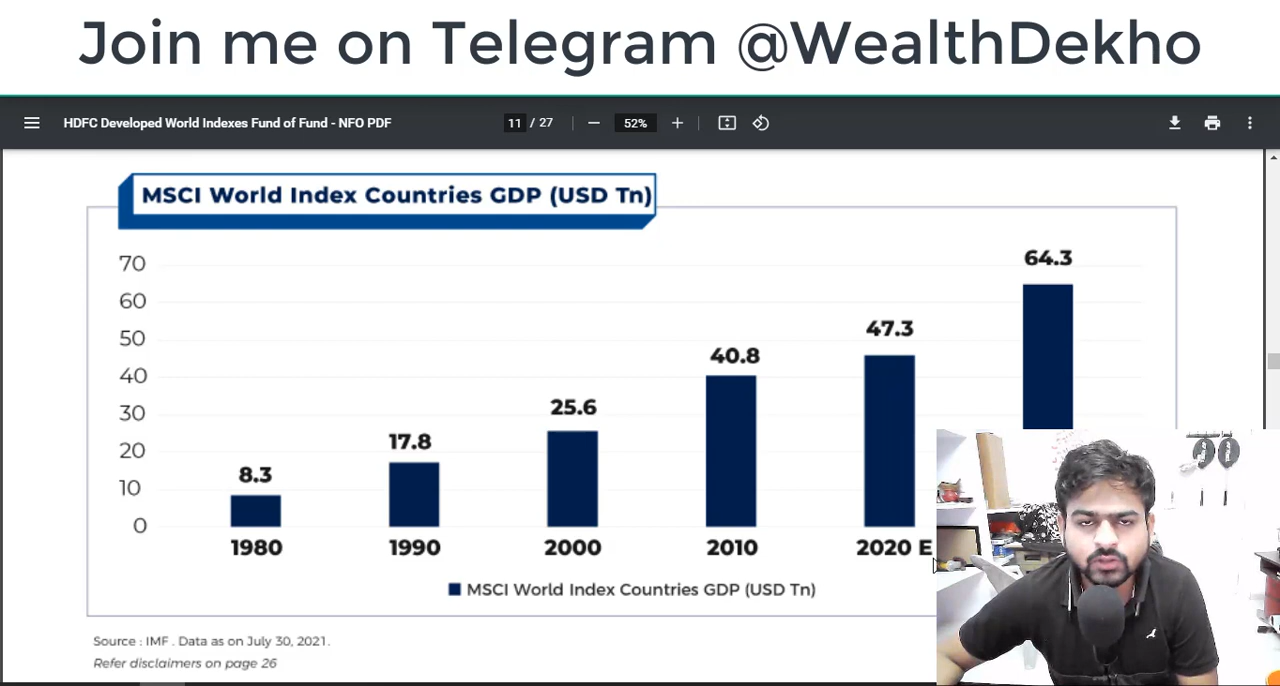 Join me on Telegram @WealthDekho
HDFC Developed World Indexes Fund of Fund - NFO PDF
11 / 27
52%
MSCI World Index Countries GDP (USD Tn)
70
60
50
40
30
20
10
0
8.3
17.8
25.6
40.8
47.3
64.3
1980
1990
2000
2010
2020 E
MSCI World Index Countries GDP (USD Tn)
Source : IMF . Data as on July 30, 2021.
Refer disclaimers on page 26